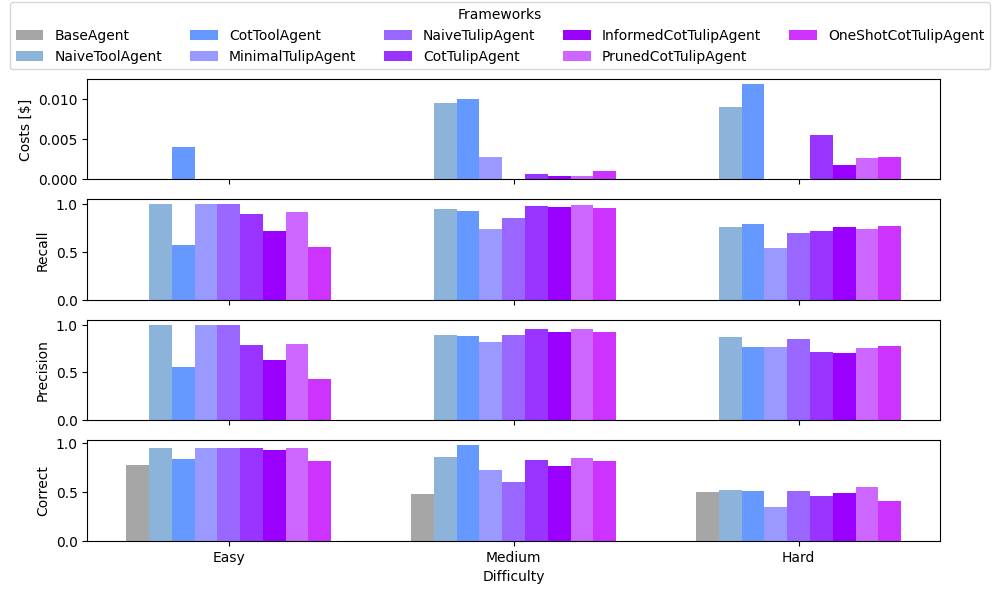 Frameworks
BaseAgent CotToolAgent NaiveTulipAgent InformedCotTulipAgent OneShotCotTulipAgent
NaiveToolAgent MinimalTulipAgent CotTulipAgent PrunedCotTulipAgent
Costs [$]
0.010
0.005
0.000
Recall
1.0
0.5
0.0
Precision
1.0
0.5
0.0
Correct
1.0
0.5
0.0
Easy Medium Hard
Difficulty